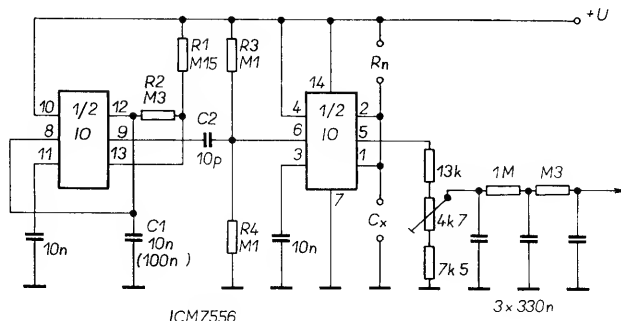 +U
R1
M15
R3
M1
Rn
R2
M3
14
10
1/2
12
4
1/2
2
8
IO
9
C2
6
IO
5
11
13
10p
3
1
7
13k
1M
M3
4k7
7k5
Cx
C1
10n
(100n)
10n
R4
M1
10n
3x330n
ICM7556